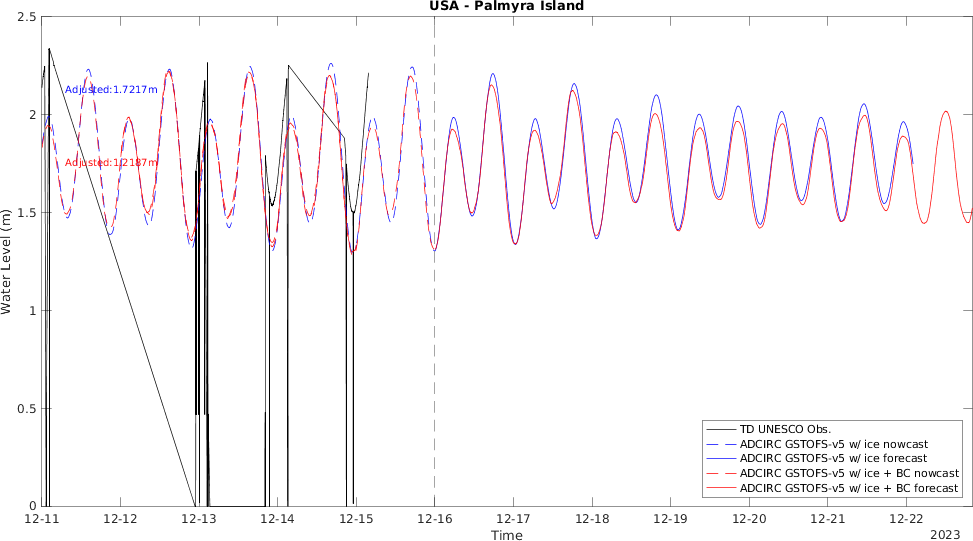 USA - Palmyra Island
Water Level (m)
2.5
2
1.5
1
0.5
0
Adjusted:1.7217m
Adjusted:1.2187m
TD UNESCO Obs.
ADCIRC GSTOFS-v5 w/ ice nowcast
ADCIRC GSTOFS-v5 w/ ice forecast
ADCIRC GSTOFS-v5 w/ ice + BC nowcast
ADCIRC GSTOFS-v5 w/ ice + BC forecast
12-11 12-12 12-13 12-14 12-15 12-16 12-17 12-18 12-19 12-20 12-21 12-22
Time
2023